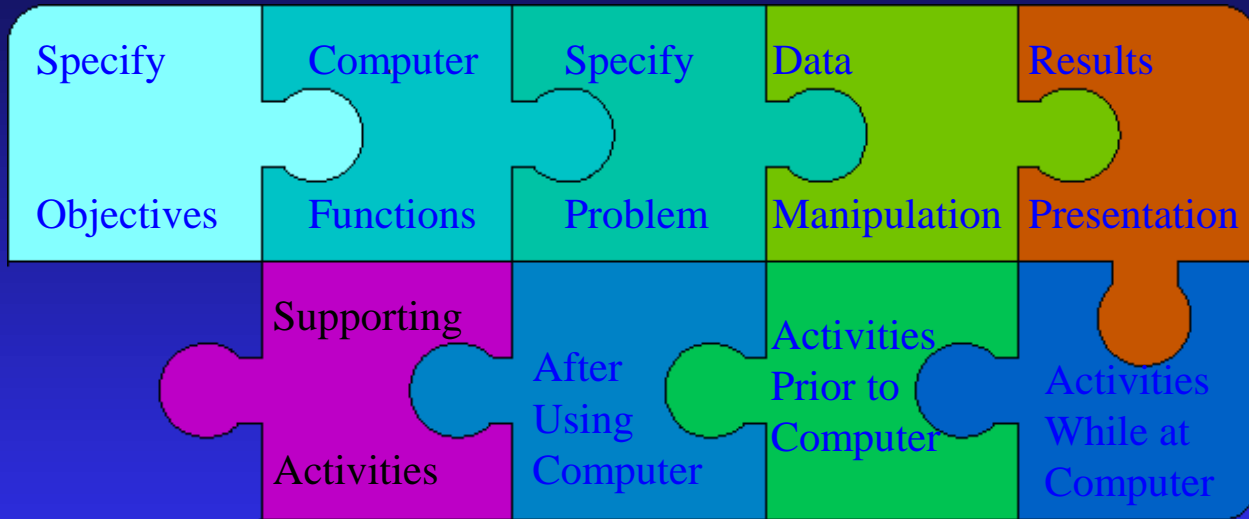 Specify
Objectives
Computer
Functions
Specify
Problem
Data
Manipulation
Results
Presentation
Supporting
Activities
After
Using
Computer
Activities
Prior to
Computer
Activities
While at
Computer